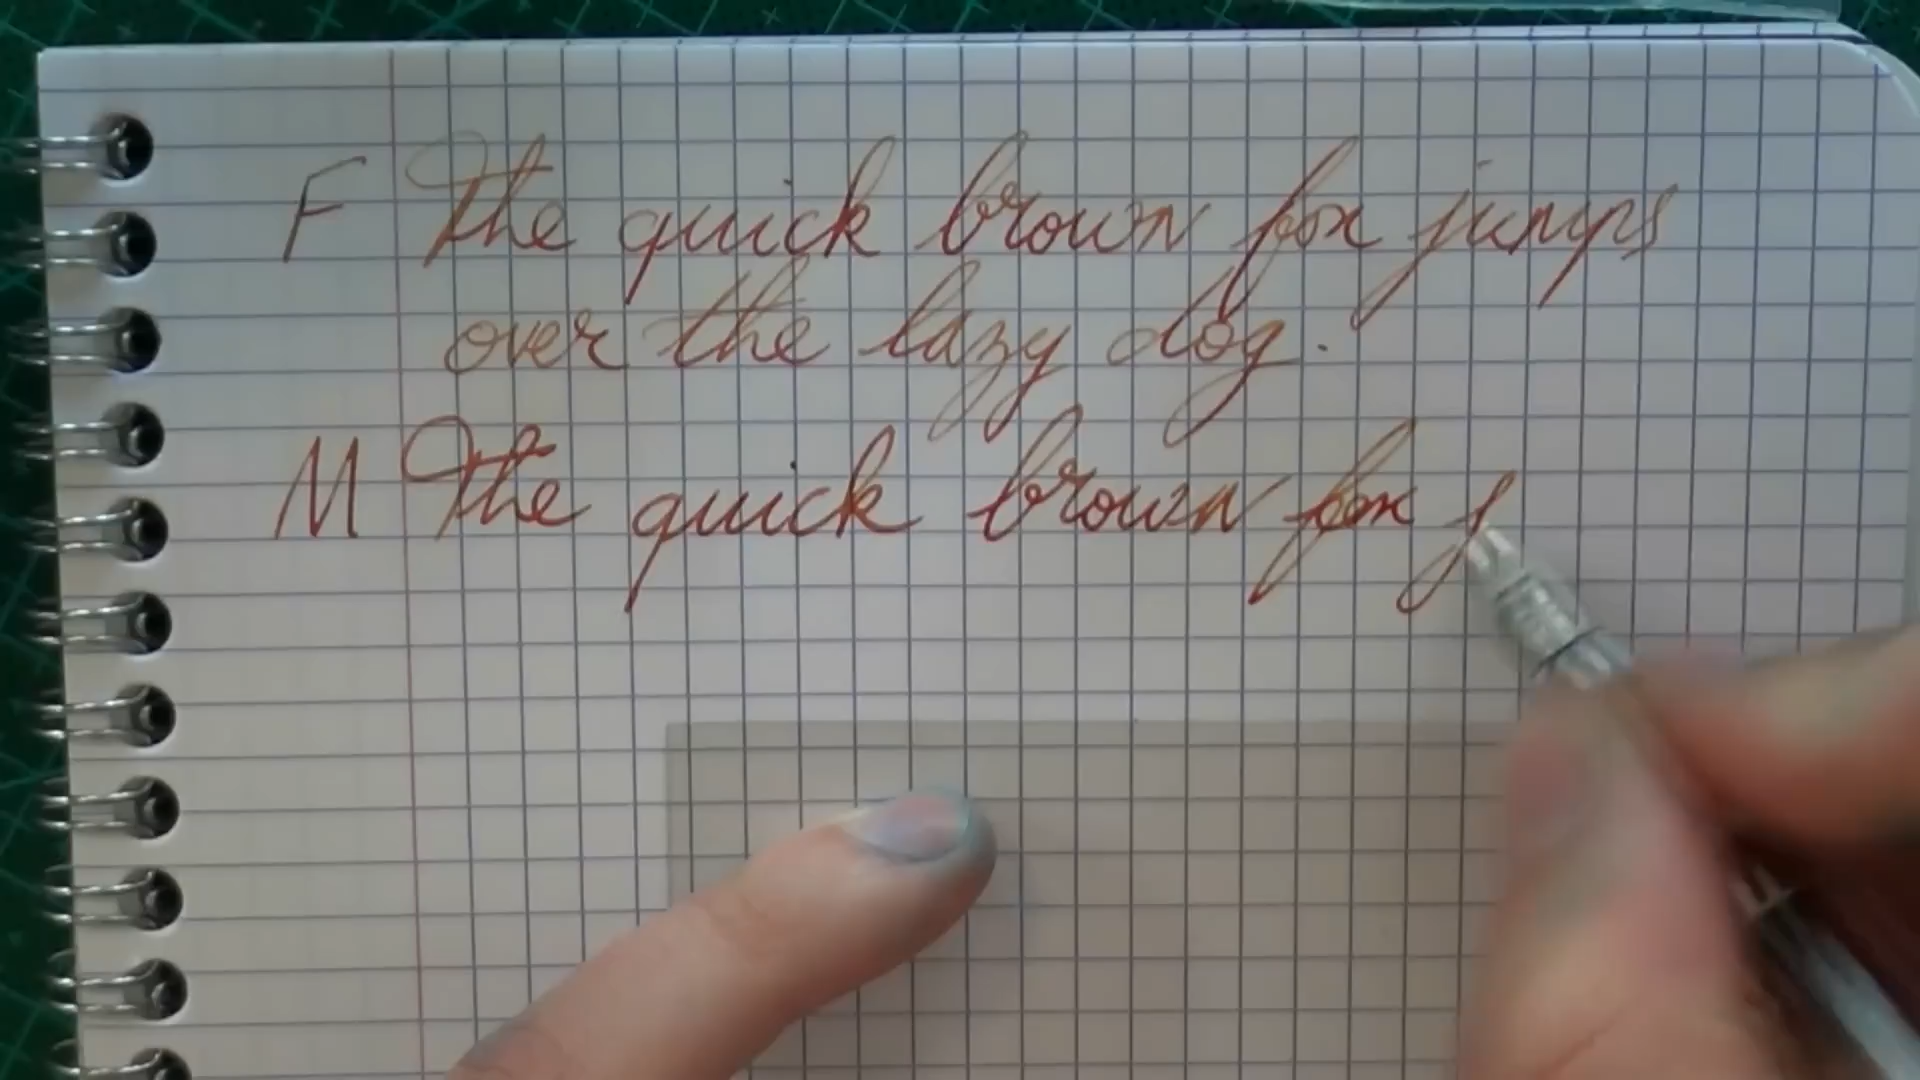 F The quick brown fox jumps
over the lazy dog.
M The quick brown fox j